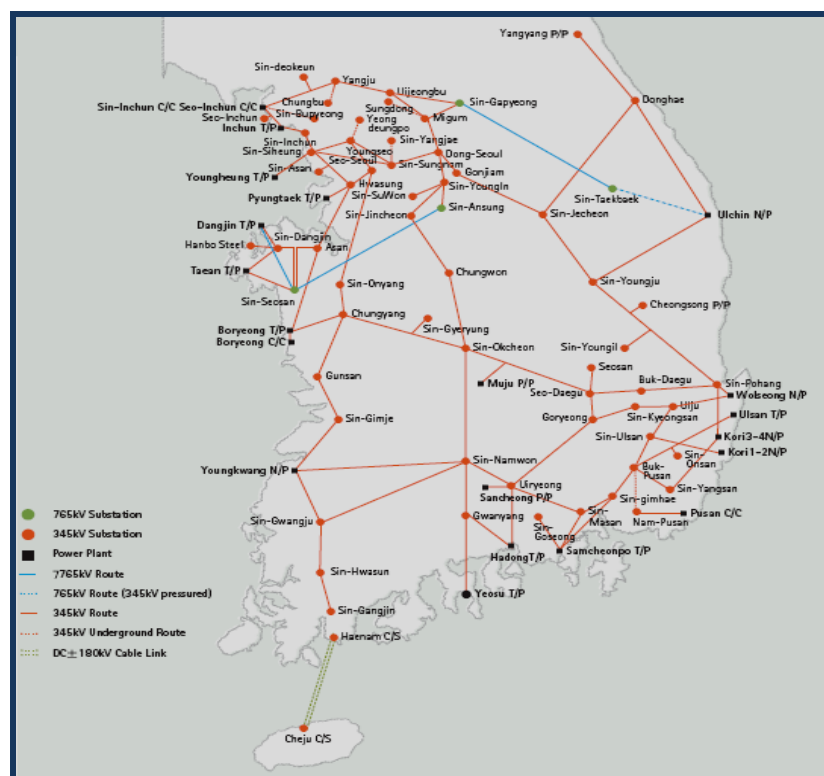 Yangyang P/P
Sin-deokeun
Yangju
Uijeongbu
Sin-Gapyeong
Donghae
Sin-Inchun C/C Seo-Inchun C/C
Chungbu
Sungdong
Seo-Inchun
Sin-Bupyeong
Yeong
deungpo
Migum
Inchun T/P
Sin-Inchun
Sin-Yangjae
Sin-Siheung
Youngseo
Dong-Seoul
Seo-Seoul
Sin-Sungnam
Sin-Asan
Gonjiam
Youngheung T/P
Hwasung
Sin-YoungIn
Sin-Taekbaek
Pyungtaek T/P
Sin-SuWon
Sin-Ansung
Sin-Jincheon
Sin-Jecheon
Ulchin N/P
Dangjin T/P
Sin-Dangjin
Hanbo Steel
Asan
Taean T/P
Chungwon
Sin-Onyang
Sin-Youngju
Sin-Seosan
Cheongsong P/P
Chungyang
Boryeong T/P
Sin-Gyeryung
Boryeong C/C
Sin-Okcheon
Sin-Youngil
Seosan
Gunsan
Muju P/P
Buk-Daegu
Sin-Pohang
Seo-Daegu
Wolseong N/P
Sin-Gimje
Goryeong
Ulju
Sin-Kyeongsan
Ulsan T/P
Sin-Ulsan
Kori3-4N/P
Kori1-2N/P
Sin-Namwon
Sin-
Onsan
Youngkwang N/P
Buk-
Pusan
Uiryeong
Sancheong P/P
Sin-Yangsan
Sin-gimhae
Sin-Gwangju
Gwanyang
Sin-
Goseong
Sin-
Masan
Nam-Pusan
Pusan C/C
HadongT/P
Samcheonpo T/P
Sin-Hwasun
Yeosu T/P
Sin-Gangjin
Haenam C/S
Cheju C/S
765kV Substation
345kV Substation
Power Plant
7765kV Route
765kV Route (345kV pressured)
345kV Route
345kV Underground Route
DC±180kV Cable Link